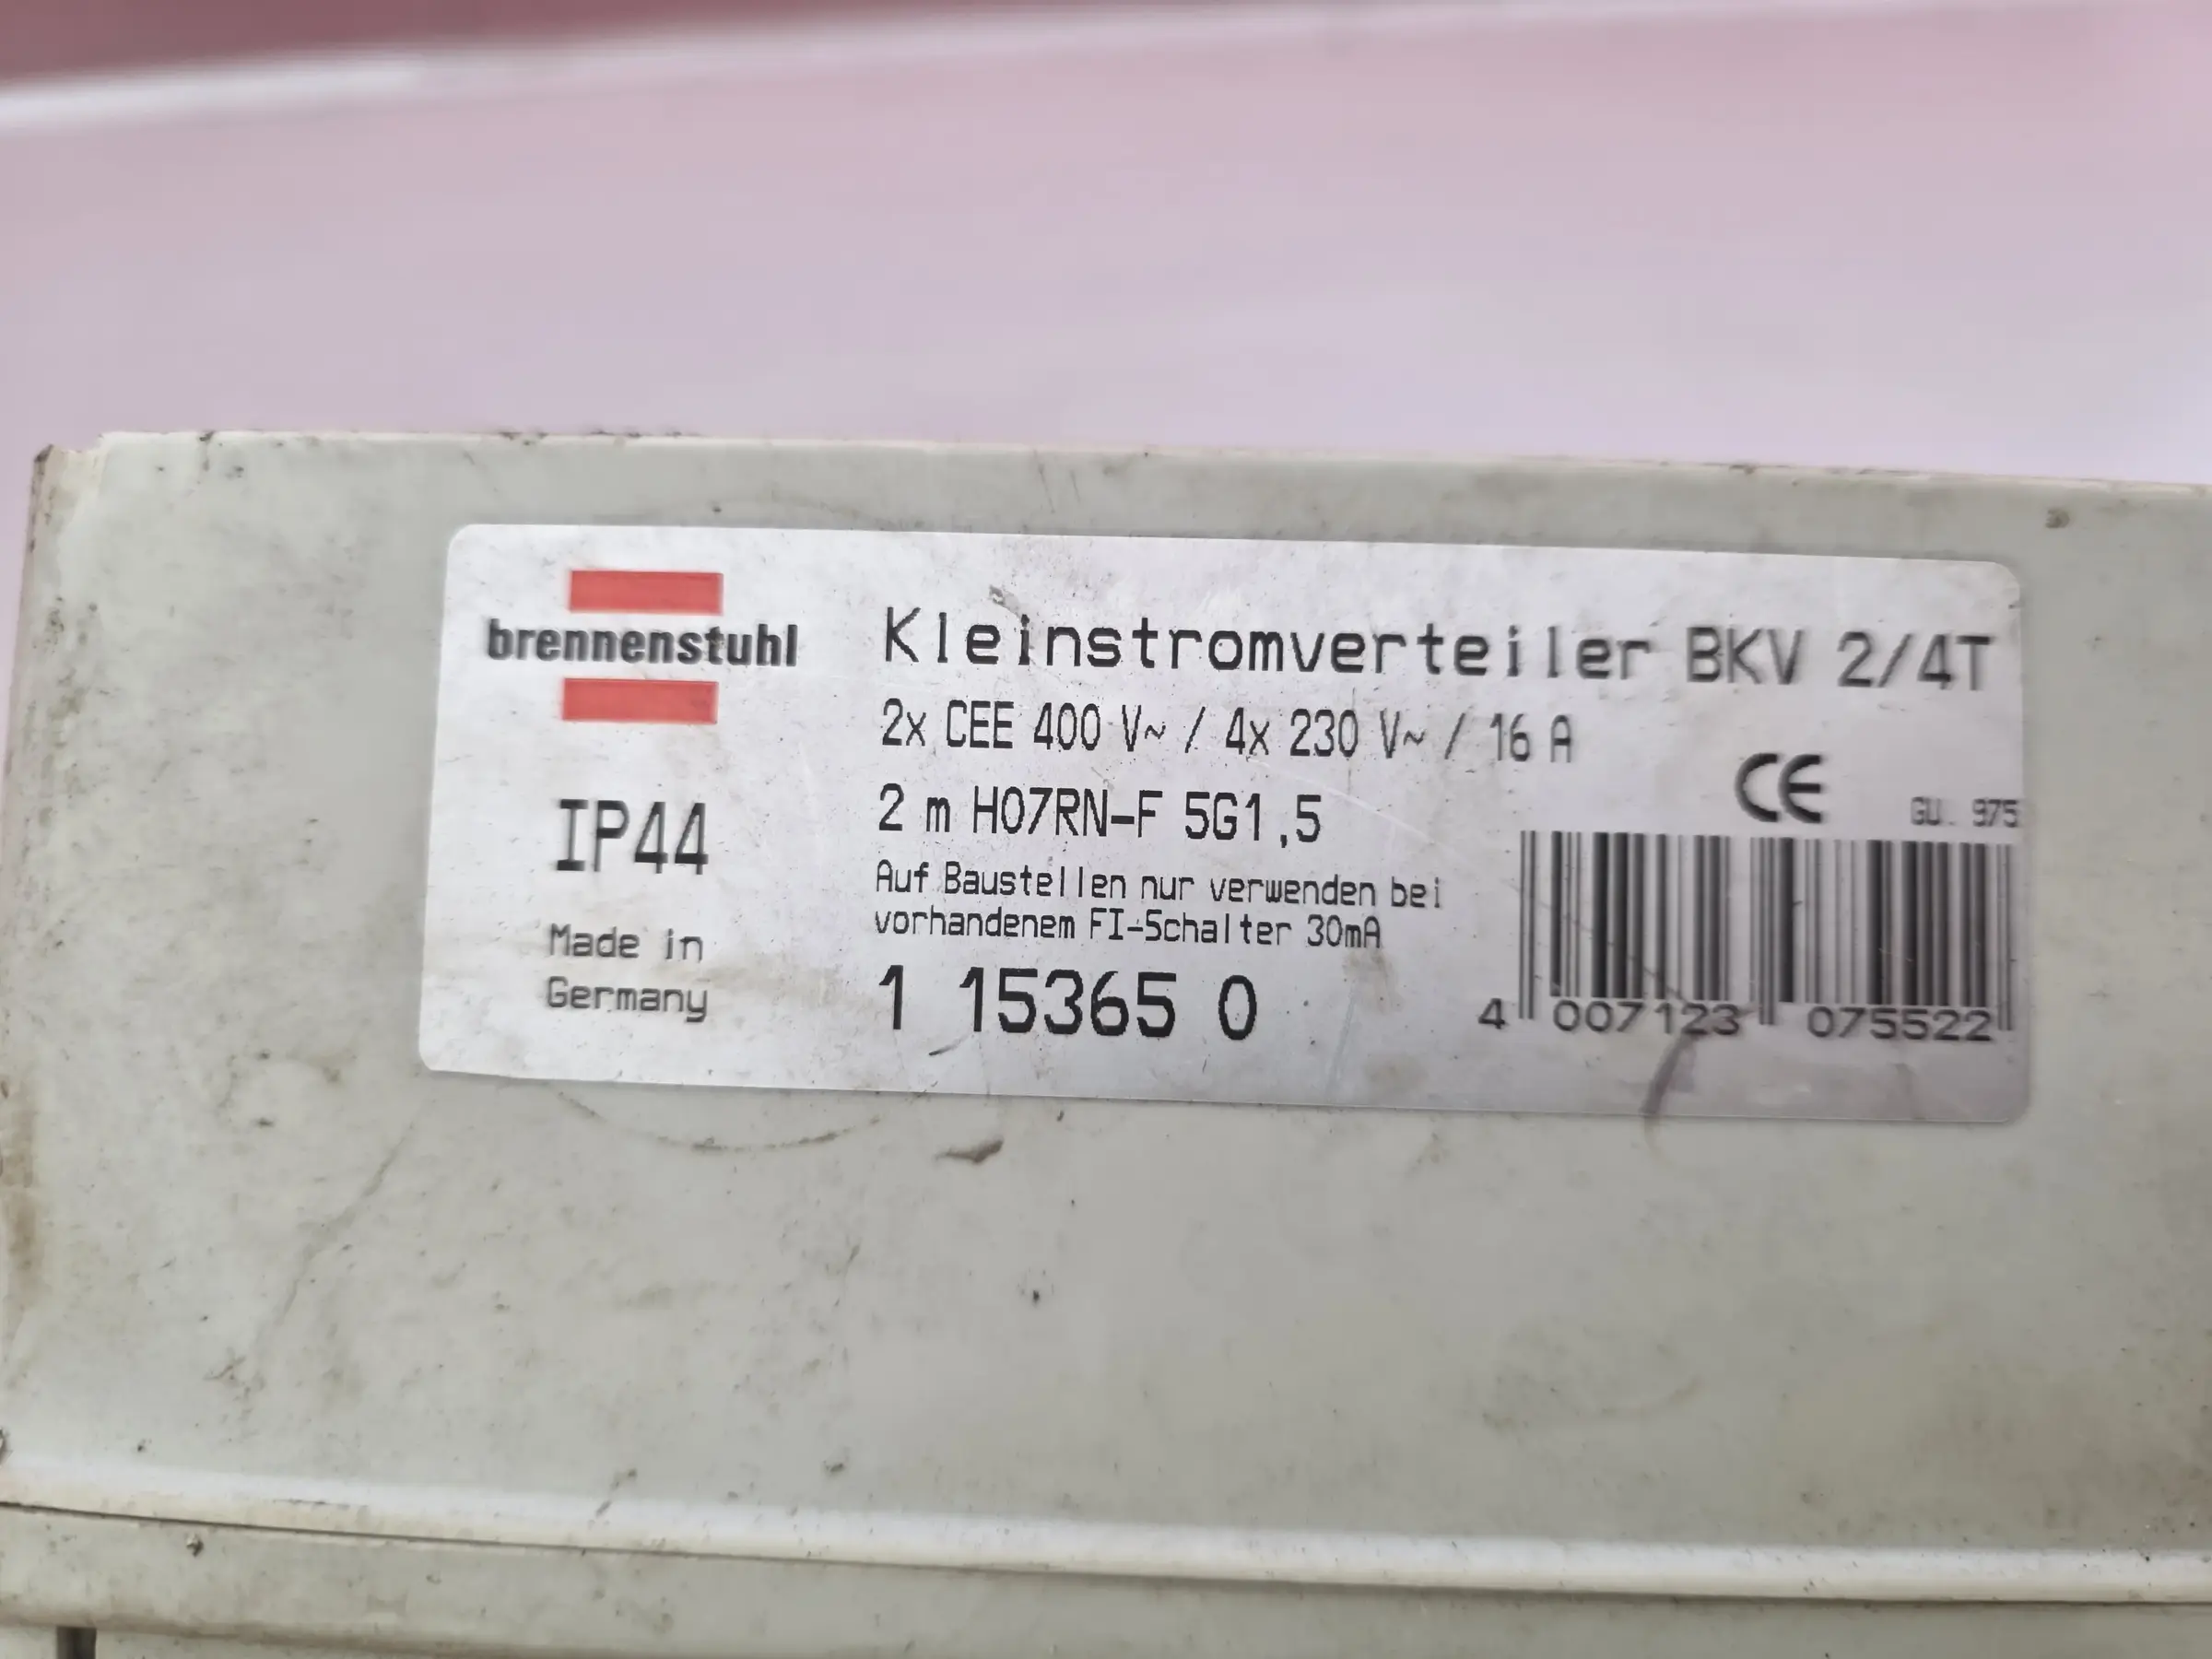 brennenstuhl
IP44
Made in
Germany
Kleinstromverteiler BKV 2/4T
2x CEE 400 V~ / 4x 230 V~ / 16 A
2 m H07RN-F 5G1,5
Auf Baustellen nur verwenden bei
vorhandenem FI-Schalter 30mA
1 15365 0
CE
GW. 975
4 007123 075522